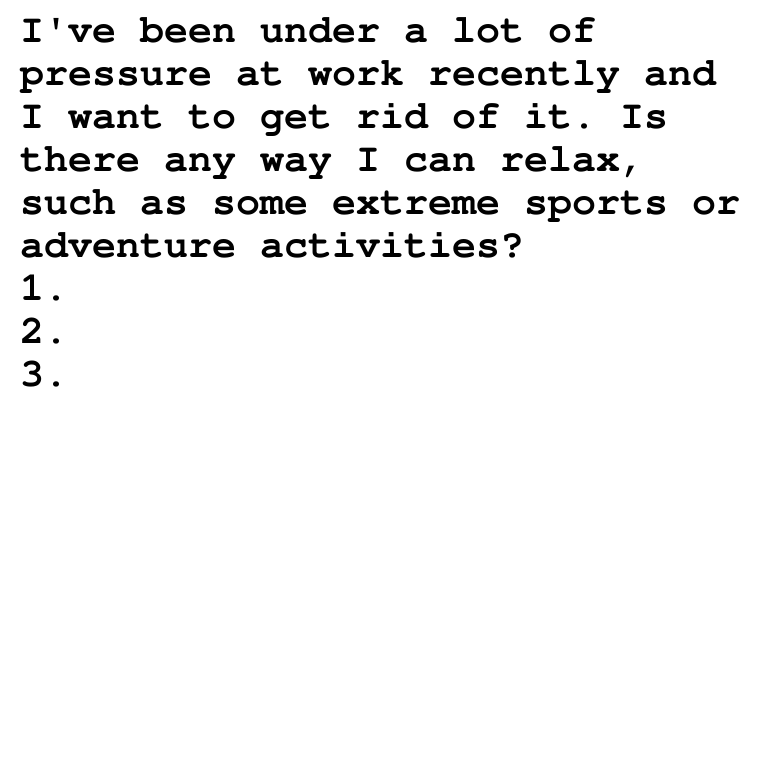 I've been under a lot of
pressure at work recently and
I want to get rid of it. Is
there any way I can relax,
such as some extreme sports or
adventure activities?
1.
2.
3.